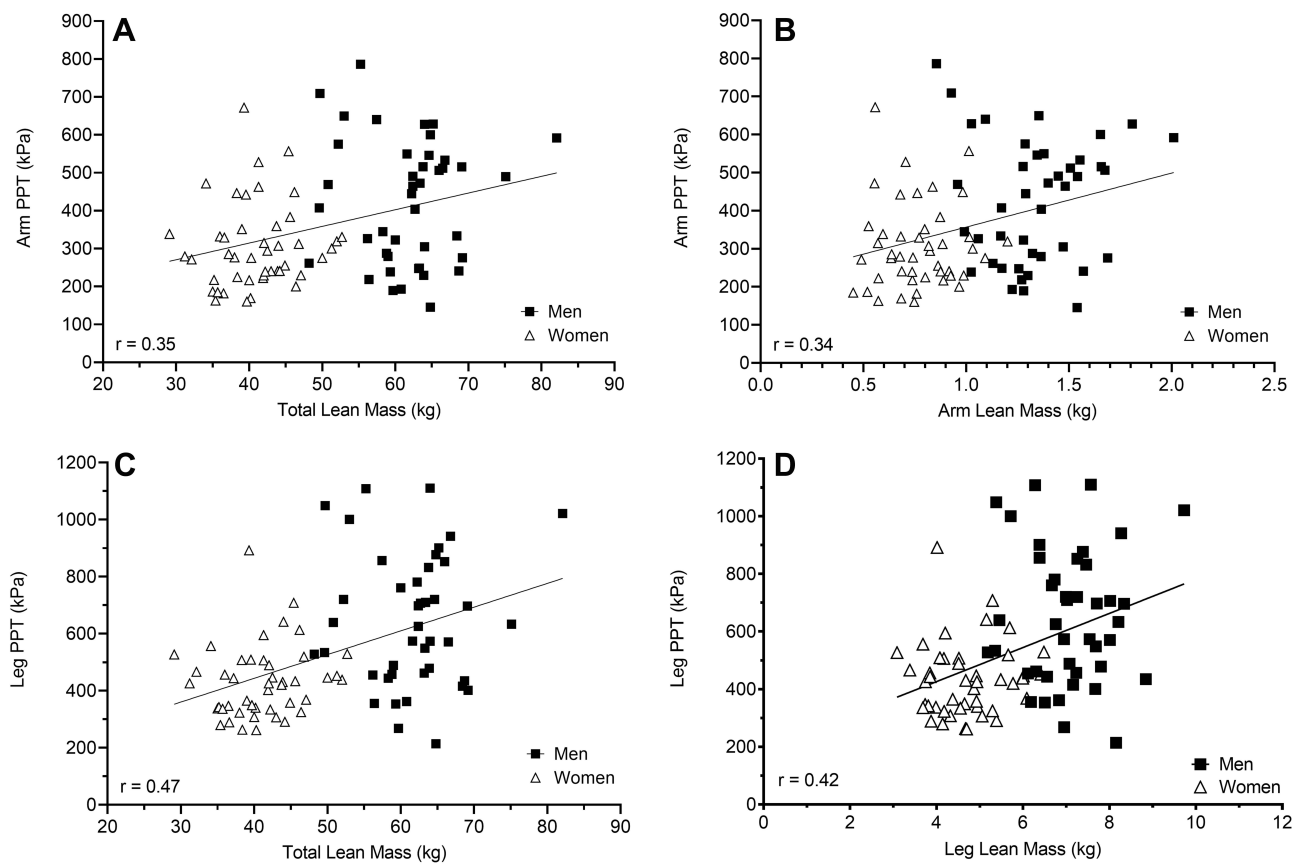 A
Arm PPT (kPa)
900
800
700
600
500
400
300
200
100
0
r = 0.35
Men
Women
20 30 40 50 60 70 80 90
Total Lean Mass (kg)
B
Arm PPT (kPa)
900
800
700
600
500
400
300
200
100
0
r = 0.34
Men
Women
0.0 0.5 1.0 1.5 2.0 2.5
Arm Lean Mass (kg)
C
Leg PPT (kPa)
1200
1000
800
600
400
200
0
r = 0.47
Men
Women
20 30 40 50 60 70 80 90
Total Lean Mass (kg)
D
Leg PPT (kPa)
1200
1000
800
600
400
200
0
r = 0.42
Men
Women
0 2 4 6 8 10 12
Leg Lean Mass (kg)